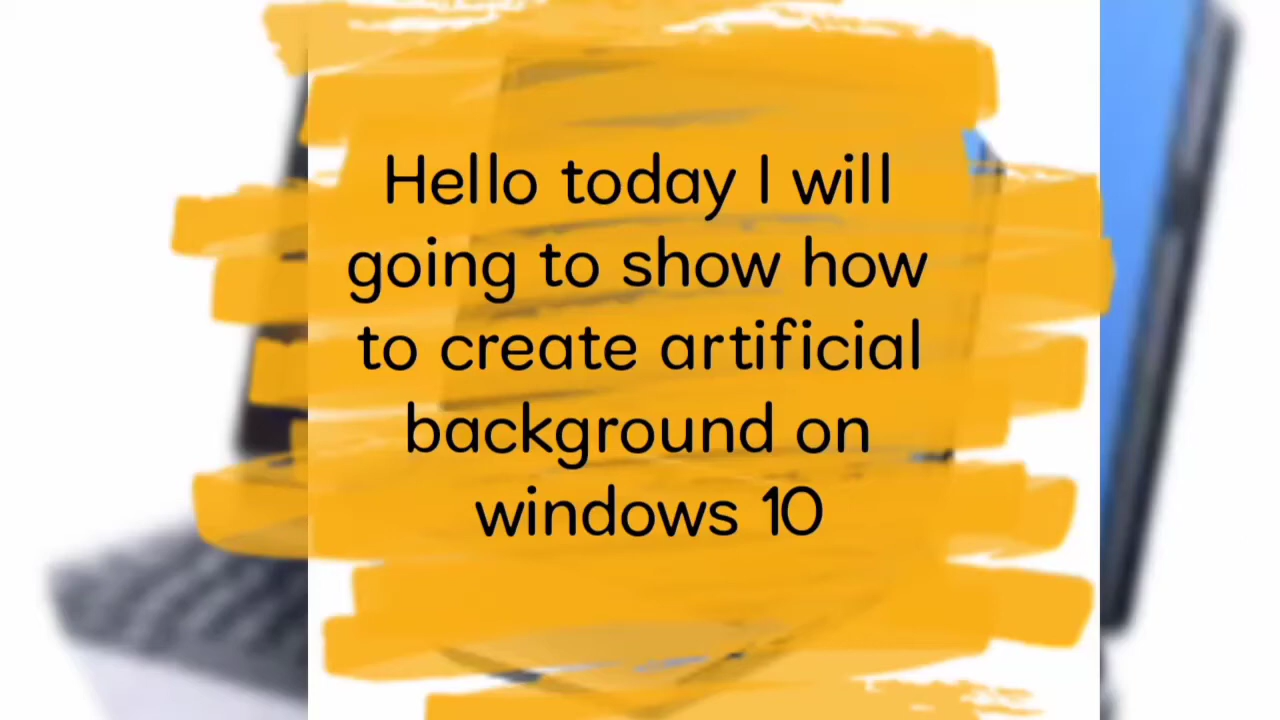 Hello today I will
going to show how
to create artificial
background on
windows 10